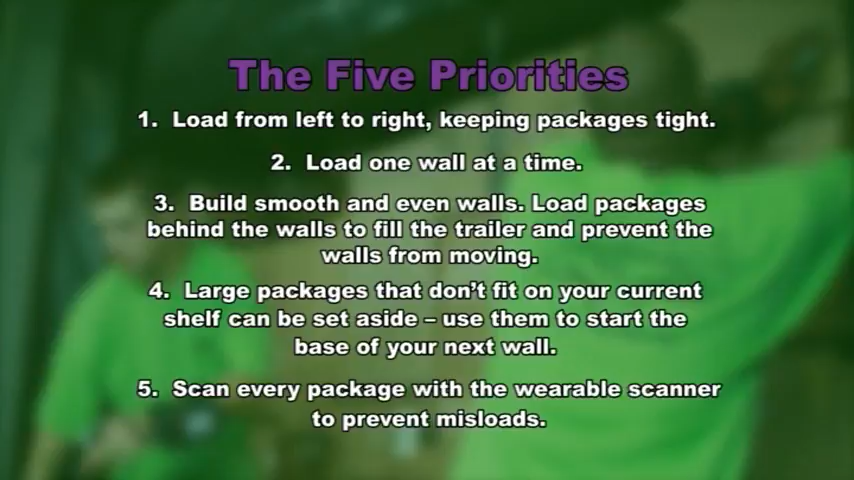 The Five Priorities
1. Load from left to right, keeping packages tight.
2. Load one wall at a time.
3. Build smooth and even walls. Load packages
behind the walls to fill the trailer and prevent the
walls from moving.
4. Large packages that don't fit on your current
shelf can be set aside – use them to start the
base of your next wall.
5. Scan every package with the wearable scanner
to prevent misloads.